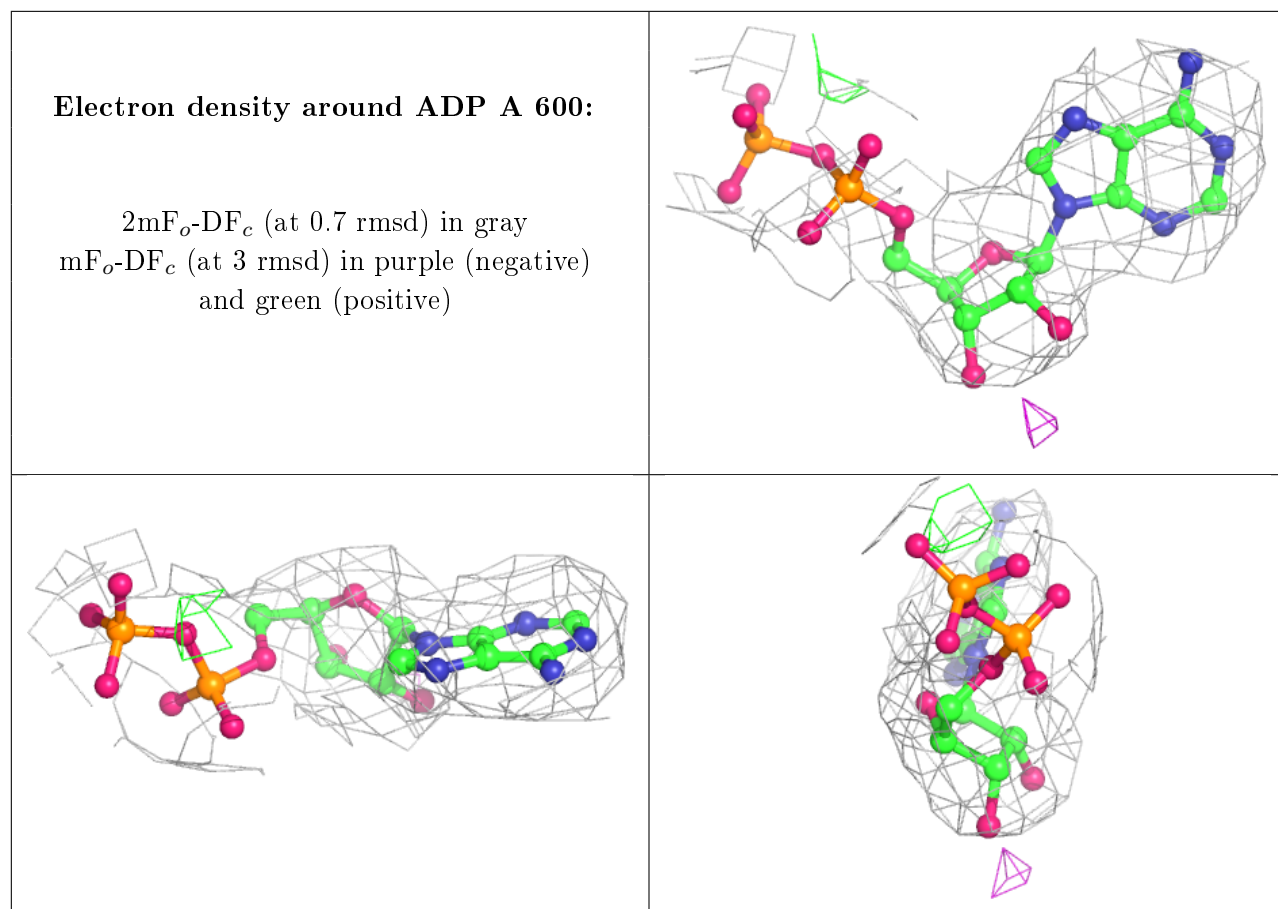 Electron density around ADP A 600:
2mFₒ-DF𝑐 (at 0.7 rmsd) in gray
mFₒ-DF𝑐 (at 3 rmsd) in purple (negative)
and green (positive)